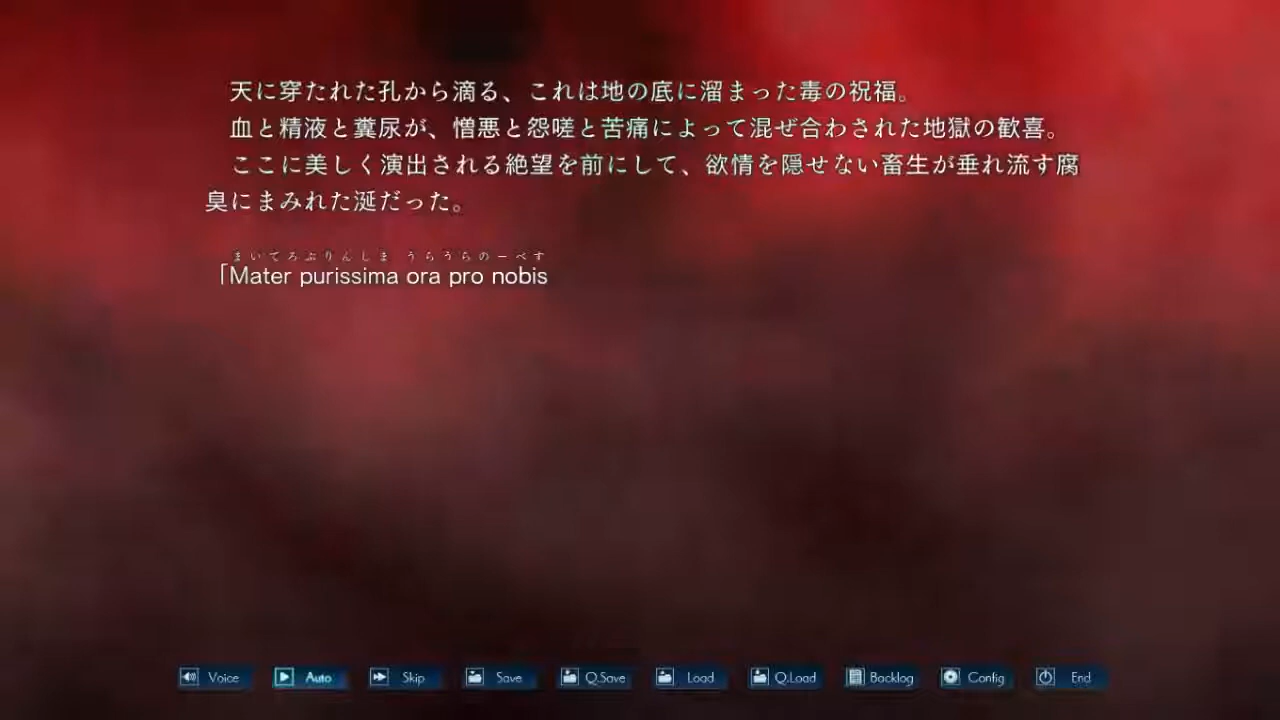 天に穿たれた孔から滴る、これは地の底に溜まった毒の祝福。
血と精液と糞尿が、憎悪と怨嗟と苦痛によって混ぜ合わされた地獄の歓喜。
ここに美しく演出される絶望を前にして、欲情を隠せない畜生が垂れ流す腐
臭にまみれた涎だった。
まいてろぷりんしま うらうらのーべす
「Mater purissima ora pro nobis
Voice Auto Skip Save Q.Save Load Q.Load Backlog Config End